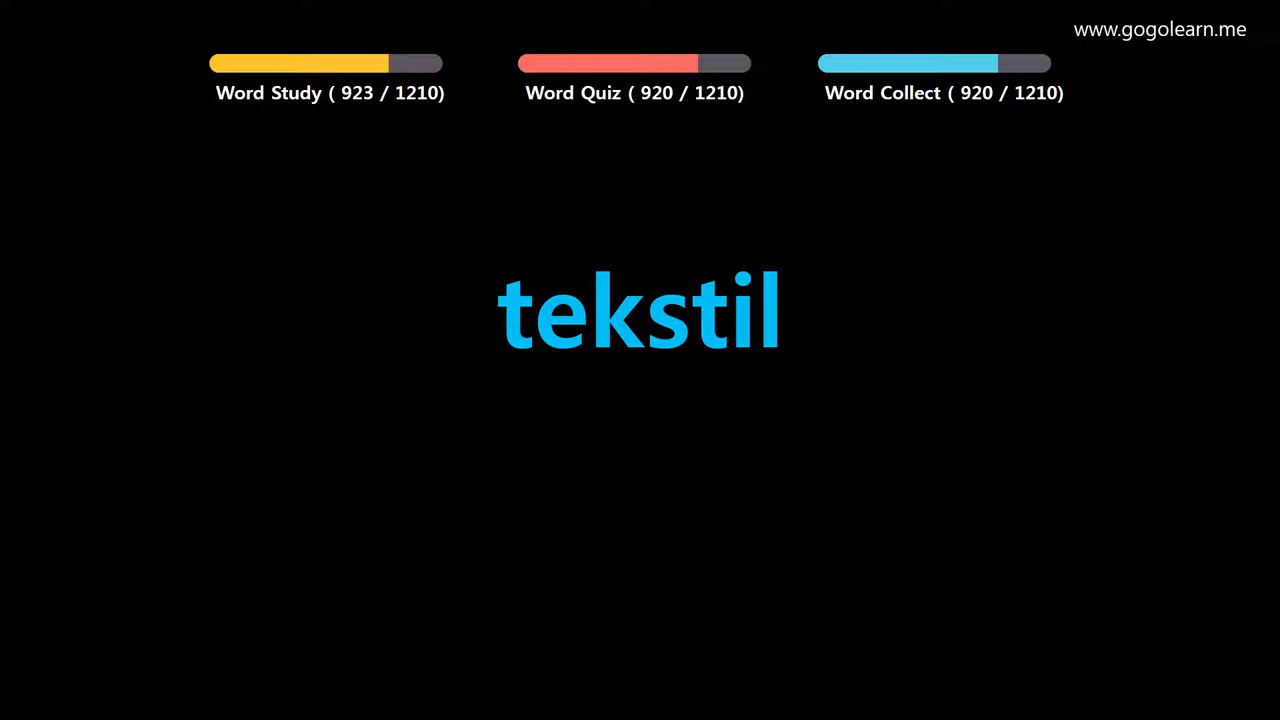 www.gogolearn.me
Word Study ( 923 / 1210)
Word Quiz ( 920 / 1210)
Word Collect ( 920 / 1210)
tekstil